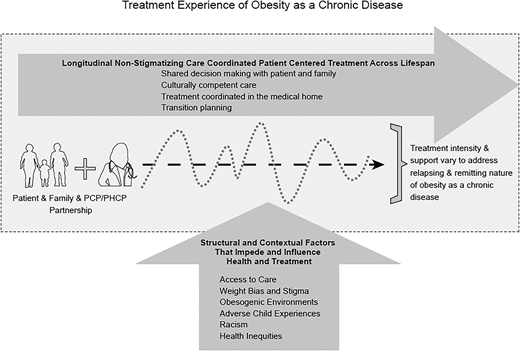 Treatment Experience of Obesity as a Chronic Disease
Longitudinal Non-Stigmatizing Care Coordinated Patient Centered Treatment Across Lifespan
Shared decision making with patient and family
Culturally competent care
Treatment coordinated in the medical home
Transition planning
Patient & Family & PCP/PHCP
Partnership
Treatment intensity &
support vary to address
relapsing & remitting nature
of obesity as a chronic
disease
Structural and Contextual Factors
That Impede and Influence
Health and Treatment
Access to Care
Weight Bias and Stigma
Obesogenic Environments
Adverse Child Experiences
Racism
Health Inequities